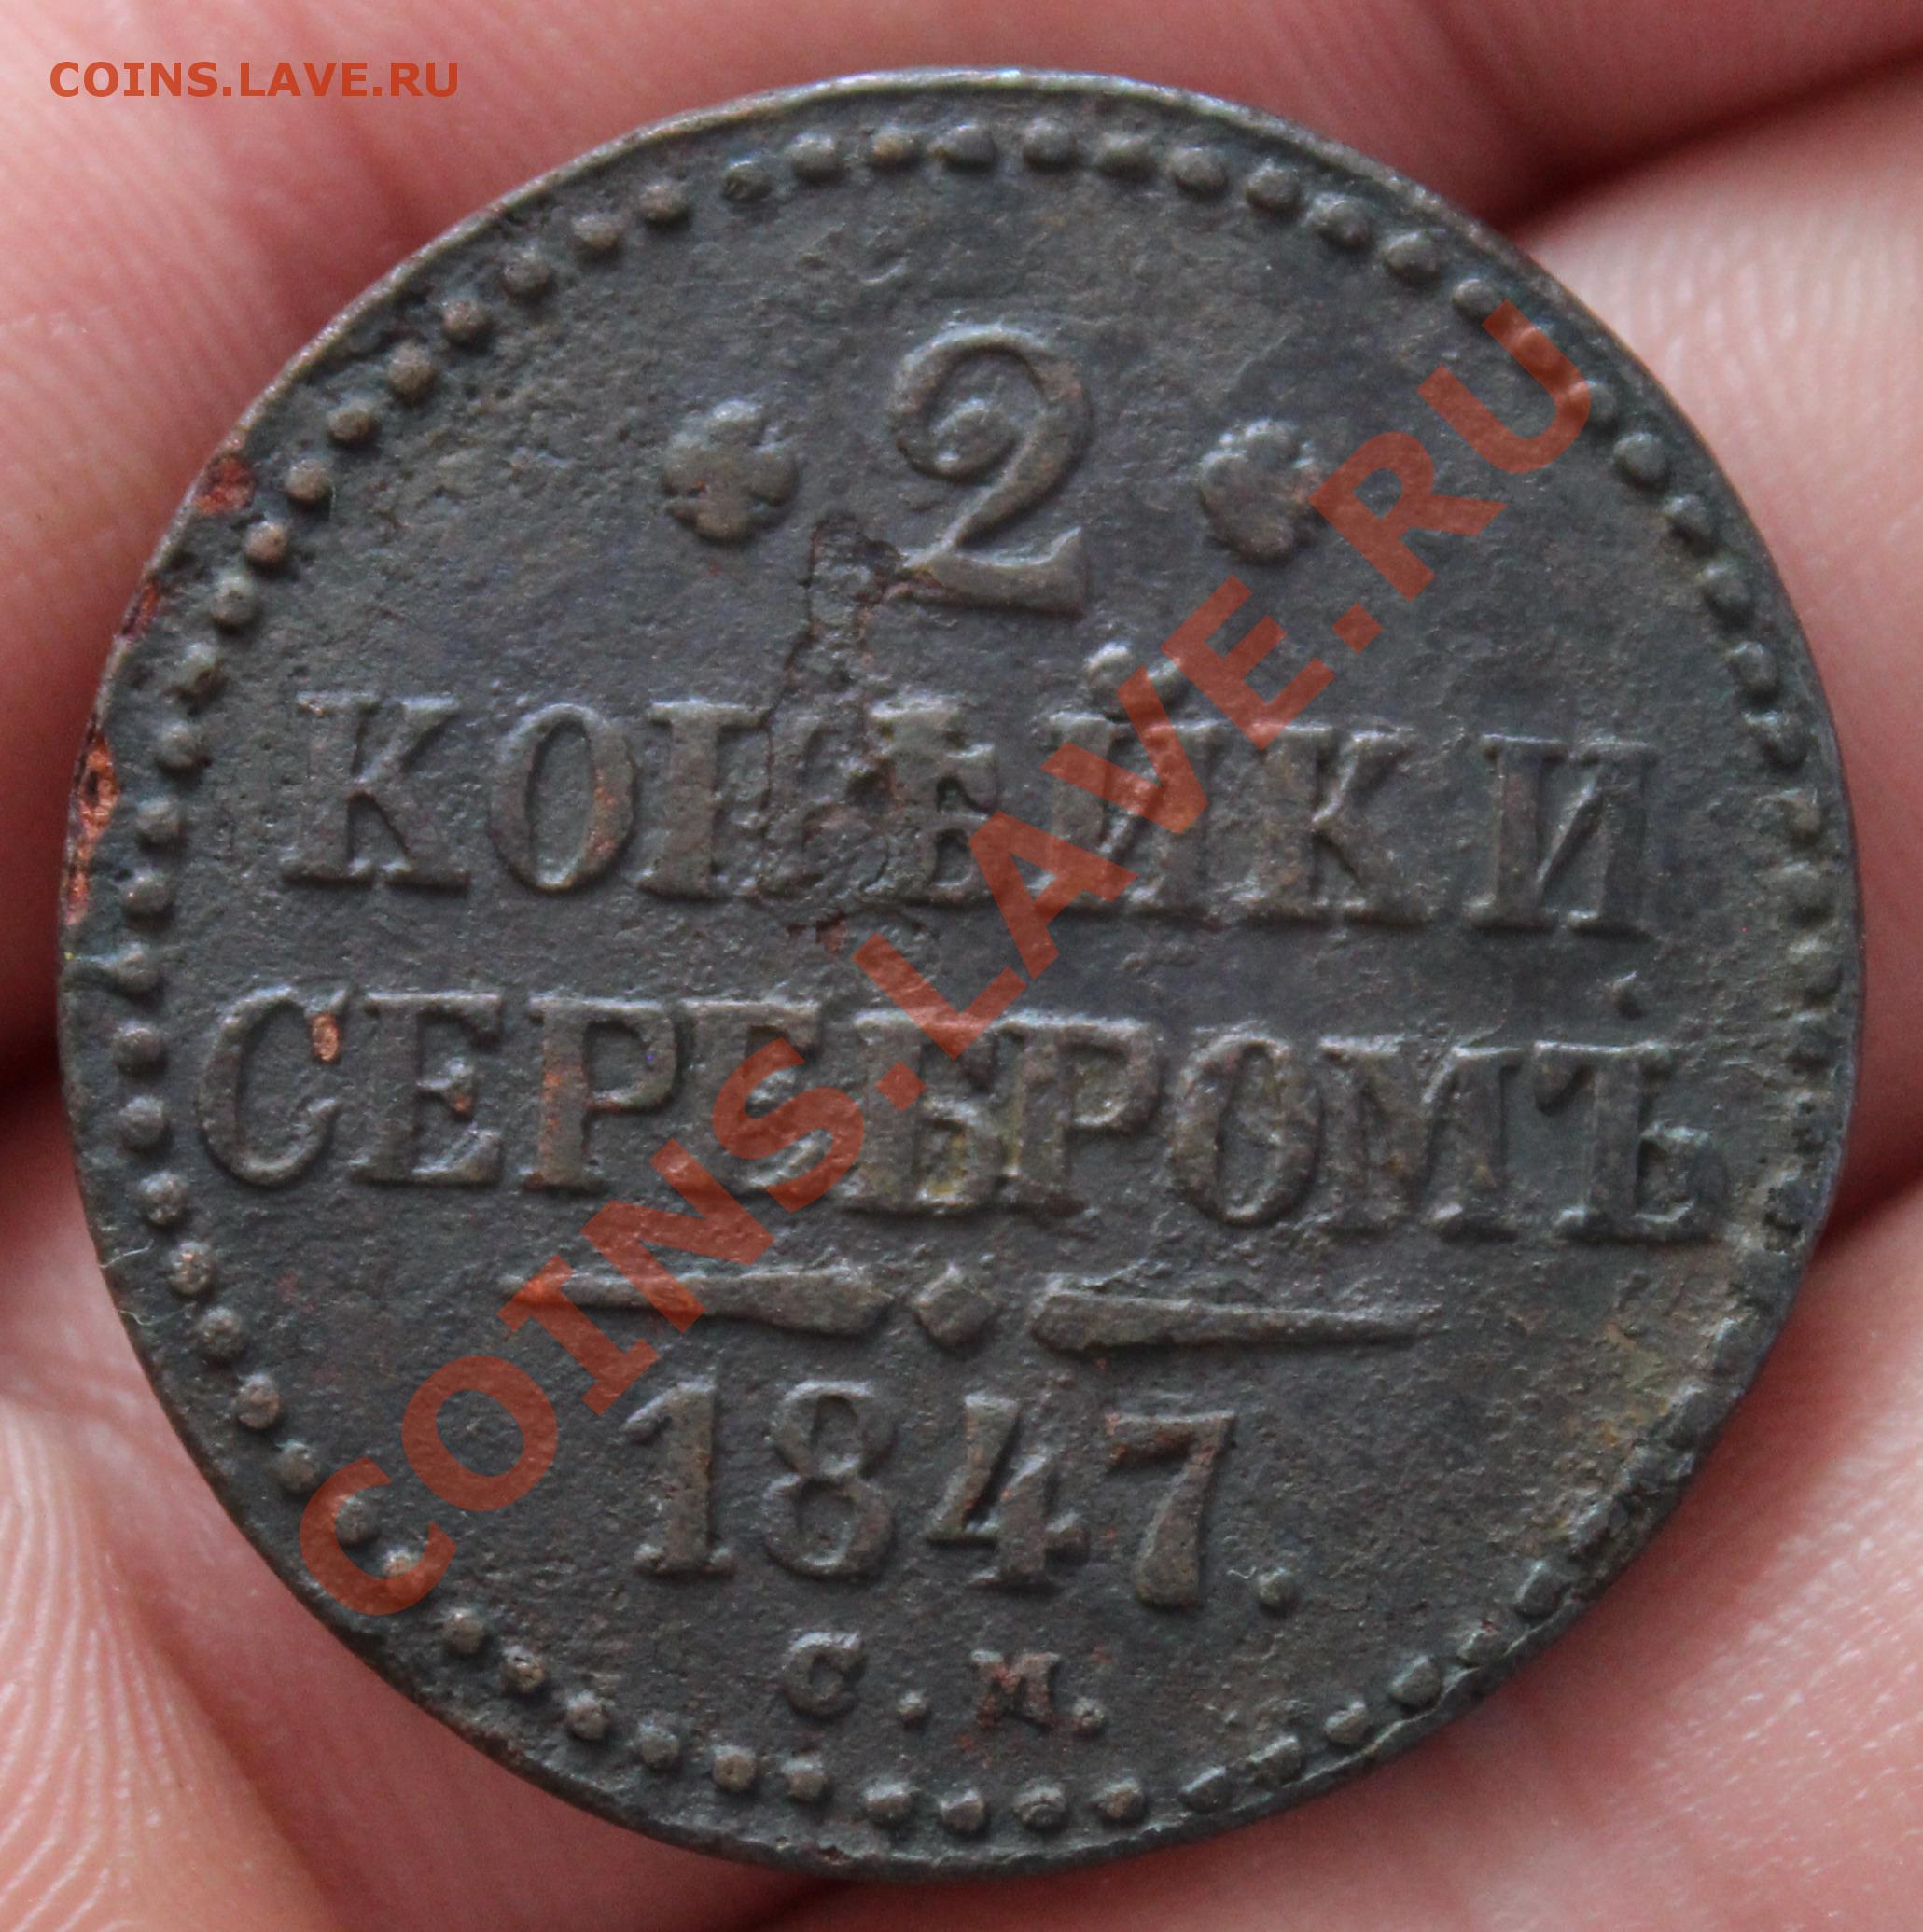 COINS.LAVE.RU
2
КОПѢЙКИ
СЕРЕБРОМЪ
1847.
С.М.
COINS.LAVE.RU